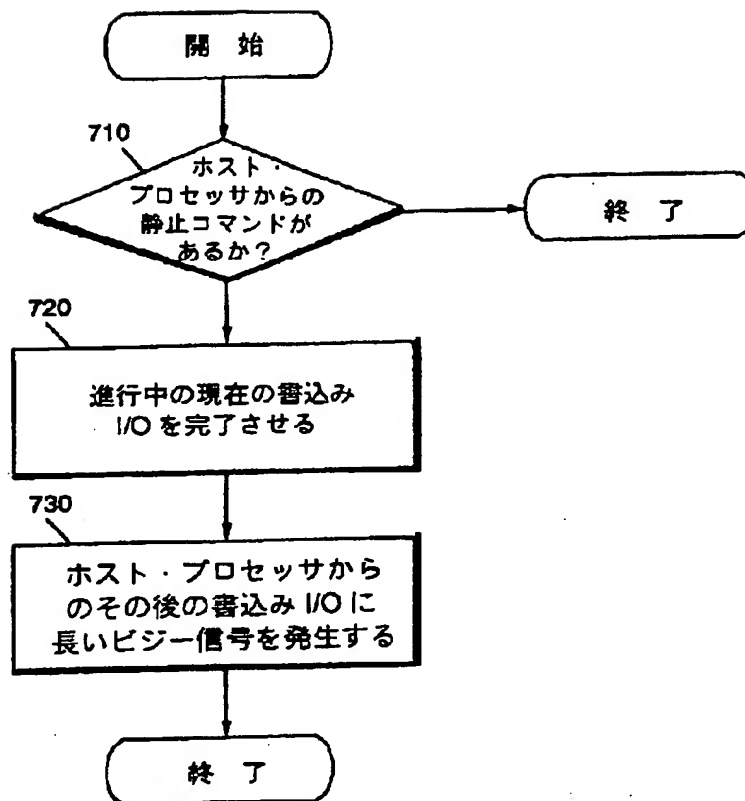 開 始
710
ホスト・
プロセッサからの
静止コマンドが
あるか?
終 了
720
進行中の現在の書込み
I/O を完了させる
730
ホスト・プロセッサから
のその後の書込み I/O に
長いビジー信号を発生する
終 了